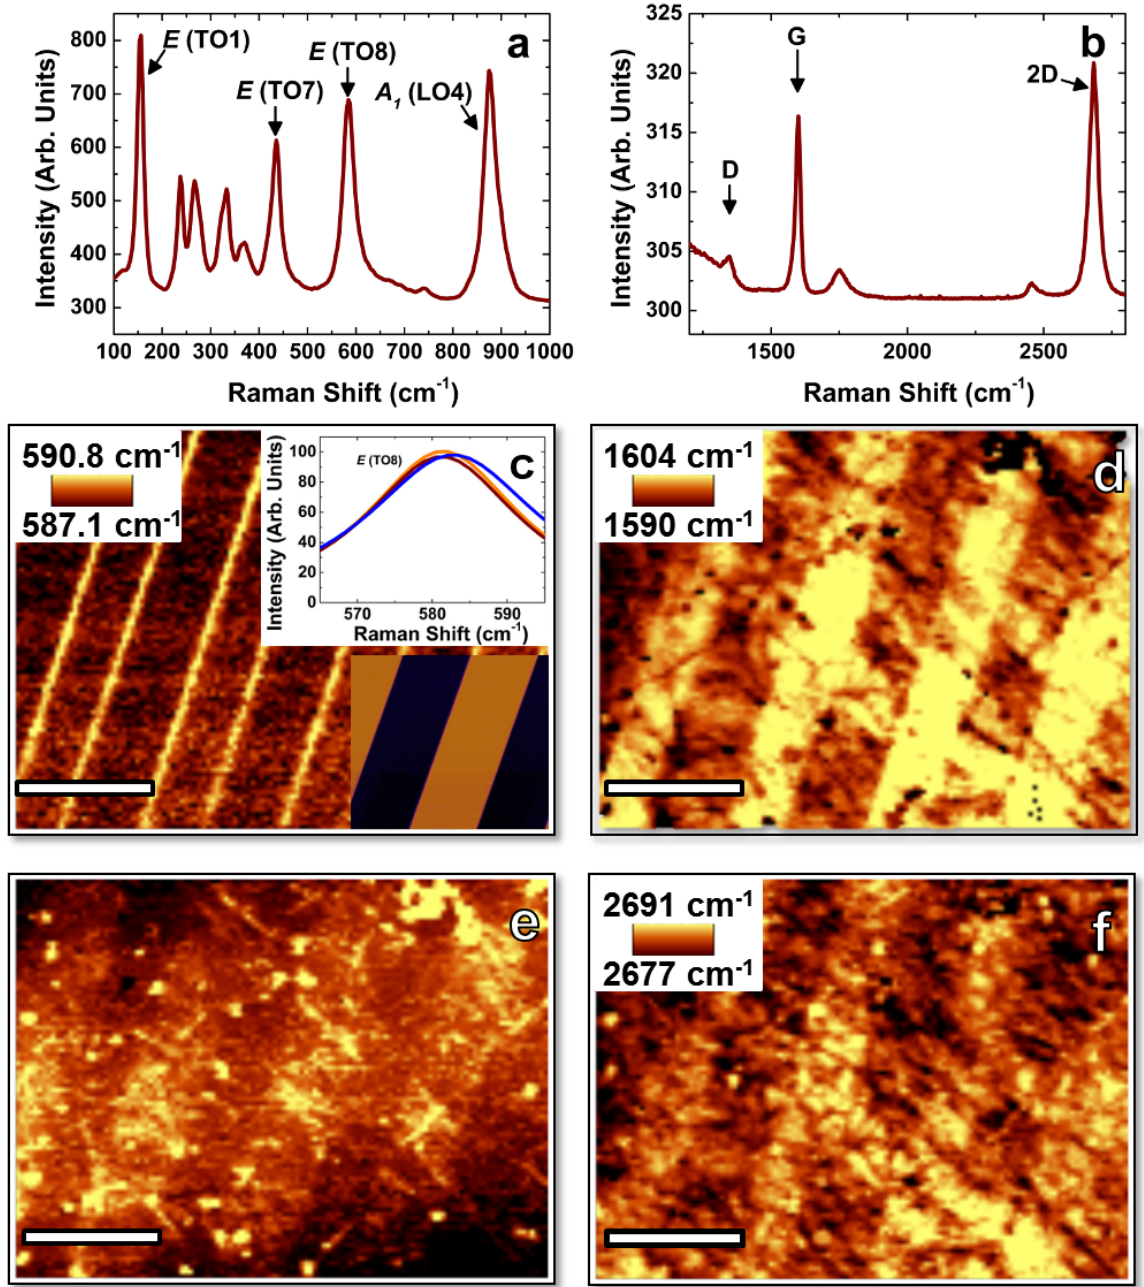 a
Intensity (Arb. Units)
800
700
600
500
400
300
E (TO1)
E (TO7)
E (TO8)
A1 (LO4)
100 200 300 400 500 600 700 800 900 1000
Raman Shift (cm-1)
b
Intensity (Arb. Units)
325
320
315
310
305
300
D
G
2D
1500 2000 2500
Raman Shift (cm-1)
590.8 cm-1
587.1 cm-1
c
Intensity (Arb. Units)
100
80
60
40
20
0
E (TO8)
570 580 590
Raman Shift (cm-1)
1604 cm-1
1590 cm-1
d
e
2691 cm-1
2677 cm-1
f